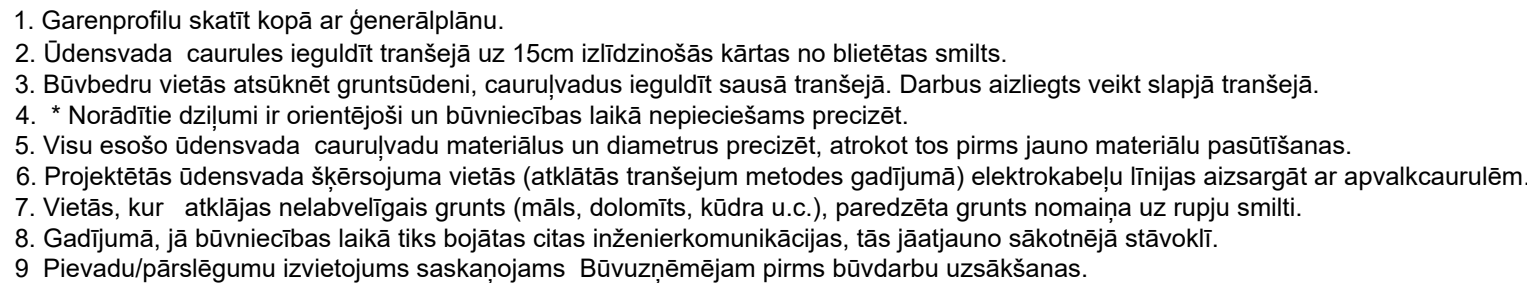 1. Garenprofilu skatīt kopā ar ģenerālplānu.
2. Ūdensvada  caurules ieguldīt tranšejā uz 15cm izlīdzinošās kārtas no blietētas smilts.
3. Būvbedru vietās atsūknēt gruntsūdeni, cauruļvadus ieguldīt sausā tranšejā. Darbus aizliegts veikt slapjā tranšejā.
4.  * Norādītie dziļumi ir orientējoši un būvniecības laikā nepieciešams precizēt.
5. Visu esošo ūdensvada  cauruļvadu materiālus un diametrus precizēt, atrokot tos pirms jauno materiālu pasūtīšanas.
6. Projektētās ūdensvada šķērsojuma vietās (atklātās tranšejum metodes gadījumā) elektrokabeļu līnijas aizsargāt ar apvalkcaurulēm.
7. Vietās, kur   atklājas nelabvelīgais grunts (māls, dolomīts, kūdra u.c.), paredzēta grunts nomaiņa uz rupju smilti.
8. Gadījumā, jā būvniecības laikā tiks bojātas citas inženierkomunikācijas, tās jāatjauno sākotnējā stāvoklī.
9  Pievadu/pārslēgumu izvietojums saskaņojams  Būvuzņēmējam pirms būvdarbu uzsākšanas.